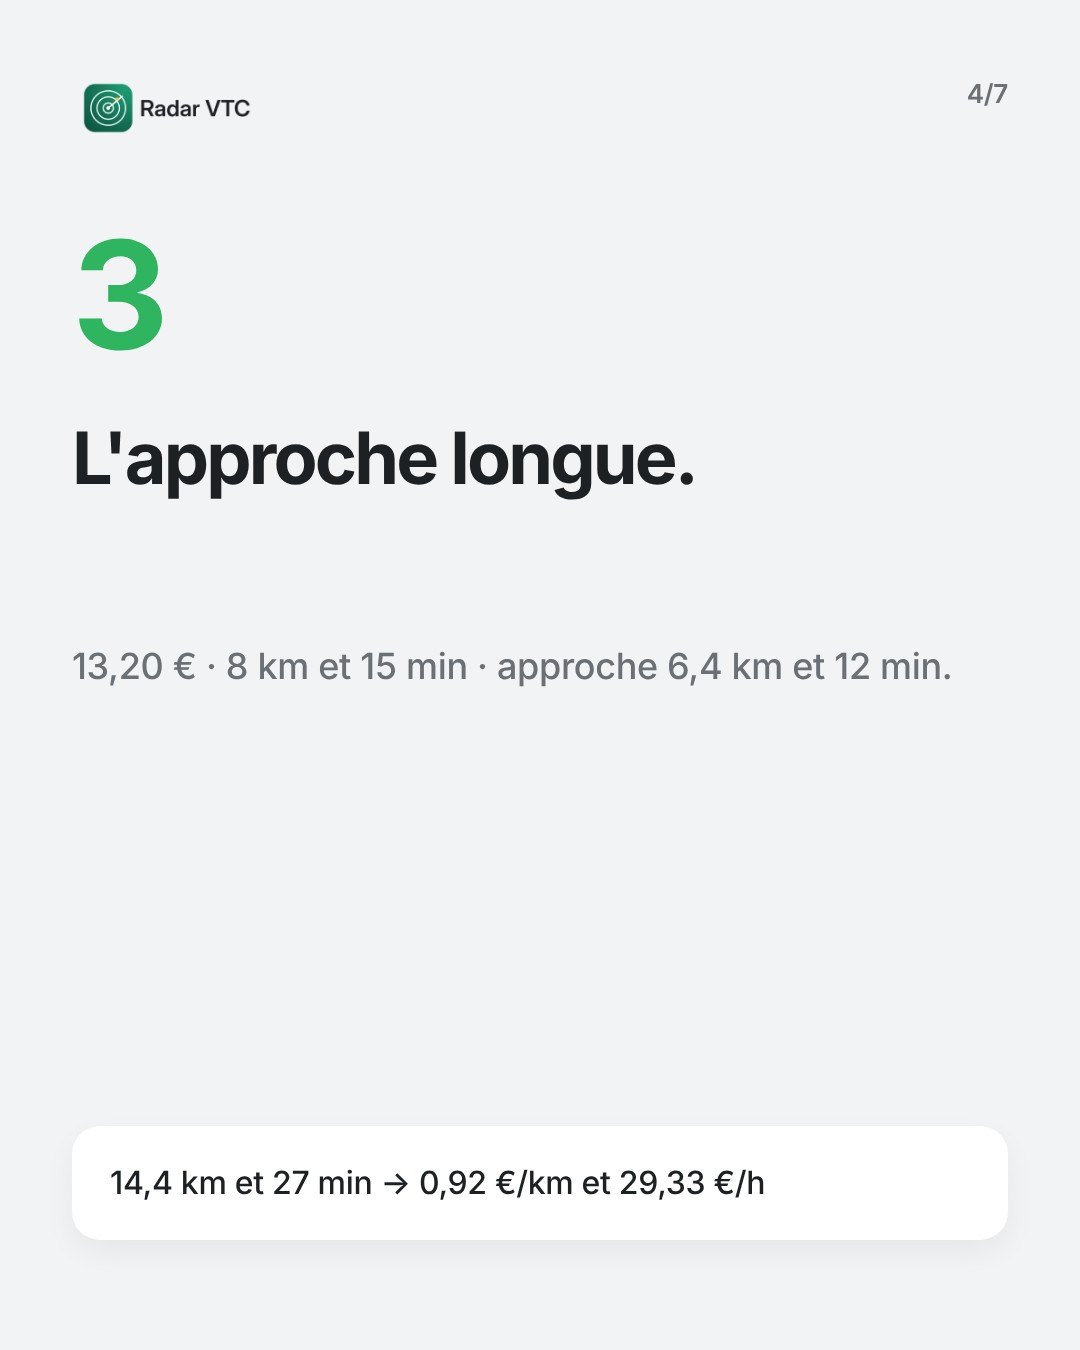 Radar VTC
4/7
3
L'approche longue.
13,20 € · 8 km et 15 min · approche 6,4 km et 12 min.
14,4 km et 27 min → 0,92 €/km et 29,33 €/h